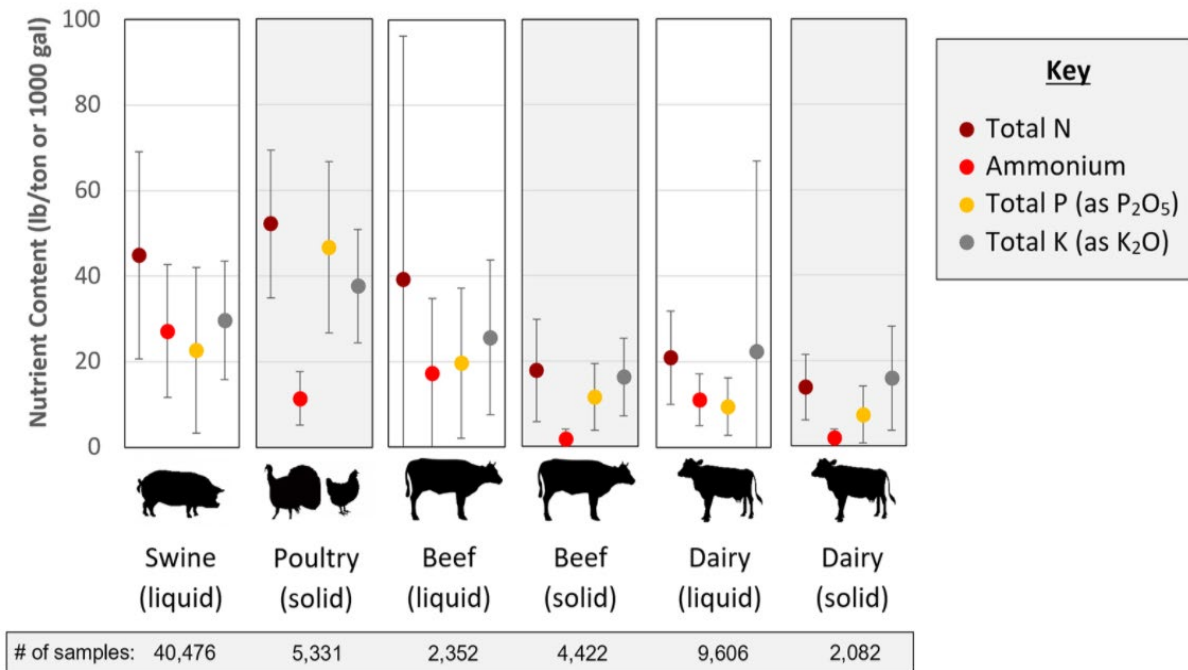 Nutrient Content (lb/ton or 1000 gal)
100
80
60
40
20
0
Swine
(liquid)
Poultry
(solid)
Beef
(liquid)
Beef
(solid)
Dairy
(liquid)
Dairy
(solid)
# of samples: 40,476 5,331 2,352 4,422 9,606 2,082
Key
Total N
Ammonium
Total P (as P₂O₅)
Total K (as K₂O)